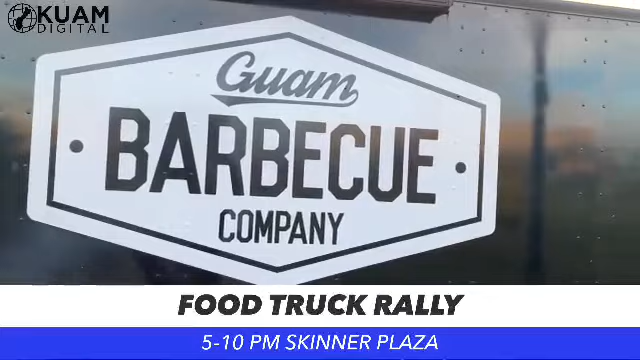 KUAM
DIGITAL
Guam
BARBECUE
COMPANY
FOOD TRUCK RALLY
5-10 PM SKINNER PLAZA